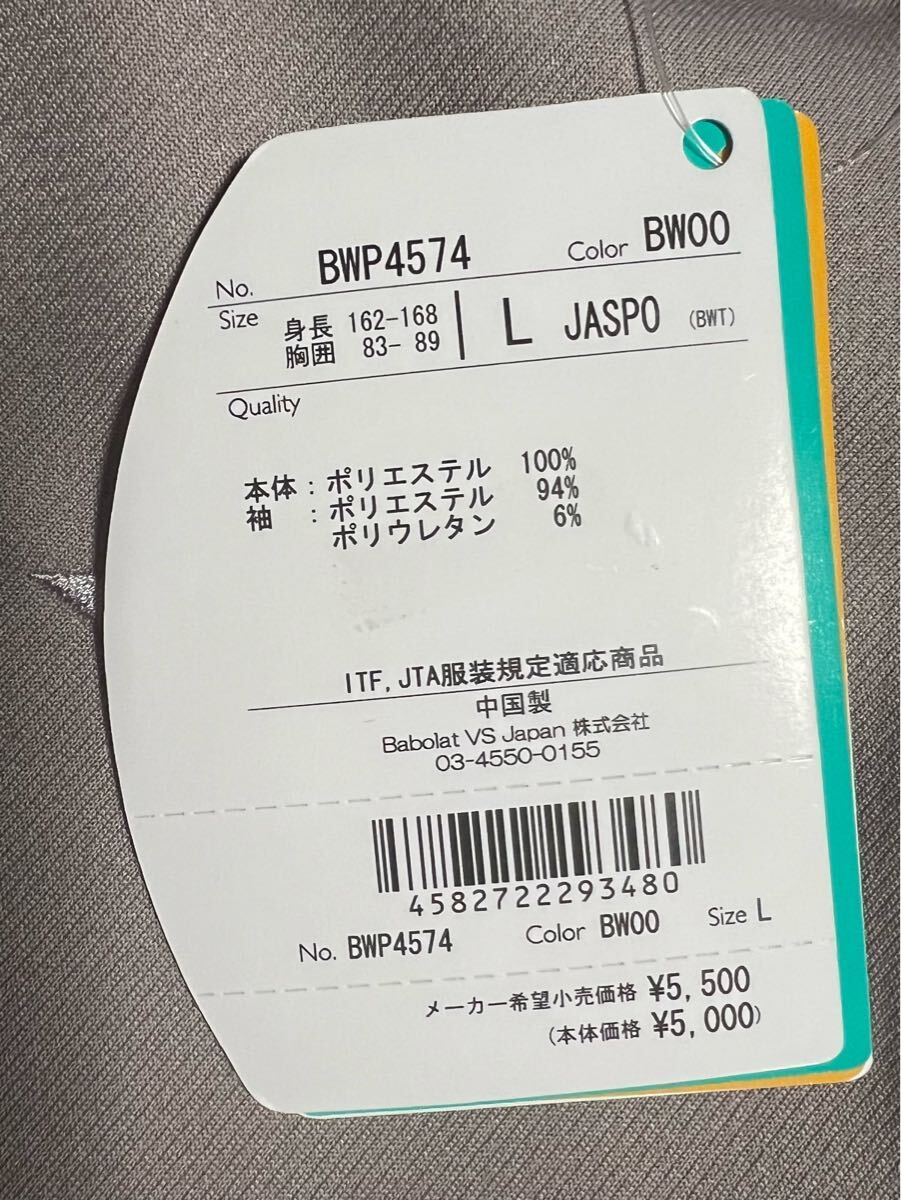 No. BWP4574 Color BW00
Size 身長 162-168 L JASPO (BWT)
胸囲 83- 89
Quality
本体：ポリエステル 100%
袖 ：ポリエステル 94%
ポリウレタン 6%
ITF, JTA服装規定適応商品
中国製
Babolat VS Japan 株式会社
03-4550-0155
4582722293480
No. BWP4574 Color BW00 Size L
メーカー希望小売価格 ¥5,500
(本体価格 ¥5,000)